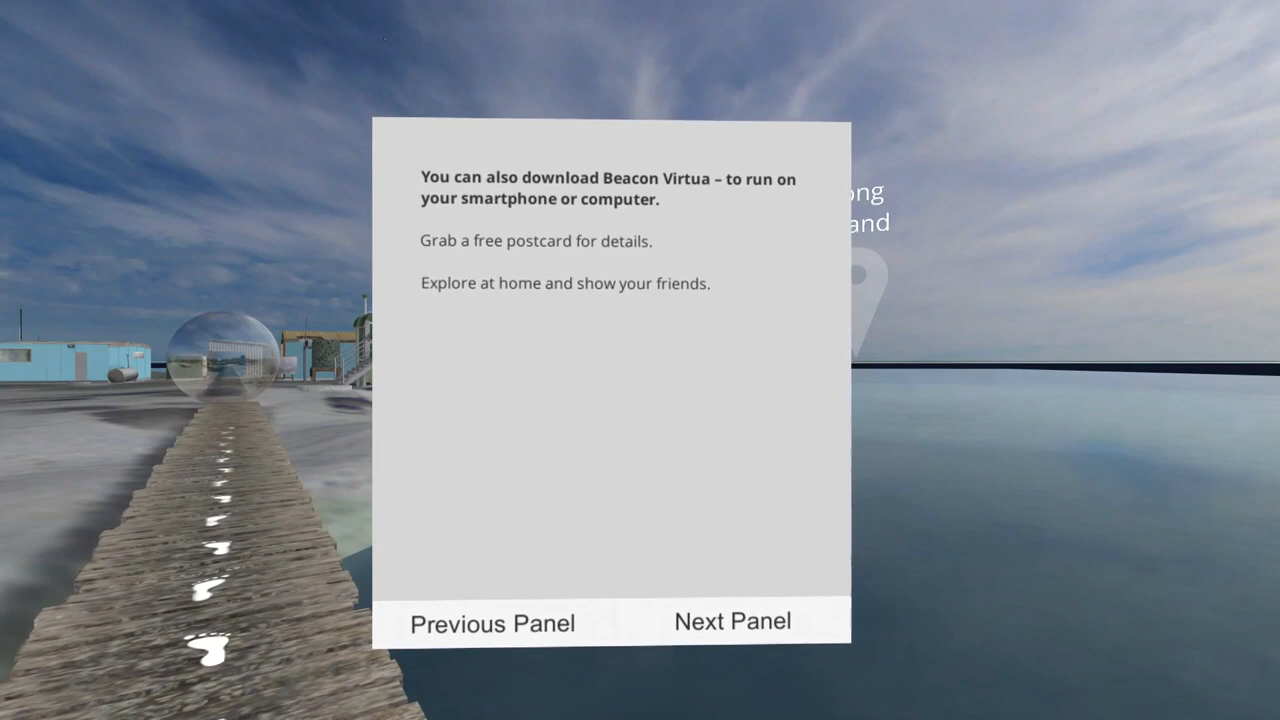 You can also download Beacon Virtua – to run on
your smartphone or computer.
Grab a free postcard for details.
Explore at home and show your friends.
Previous Panel
Next Panel